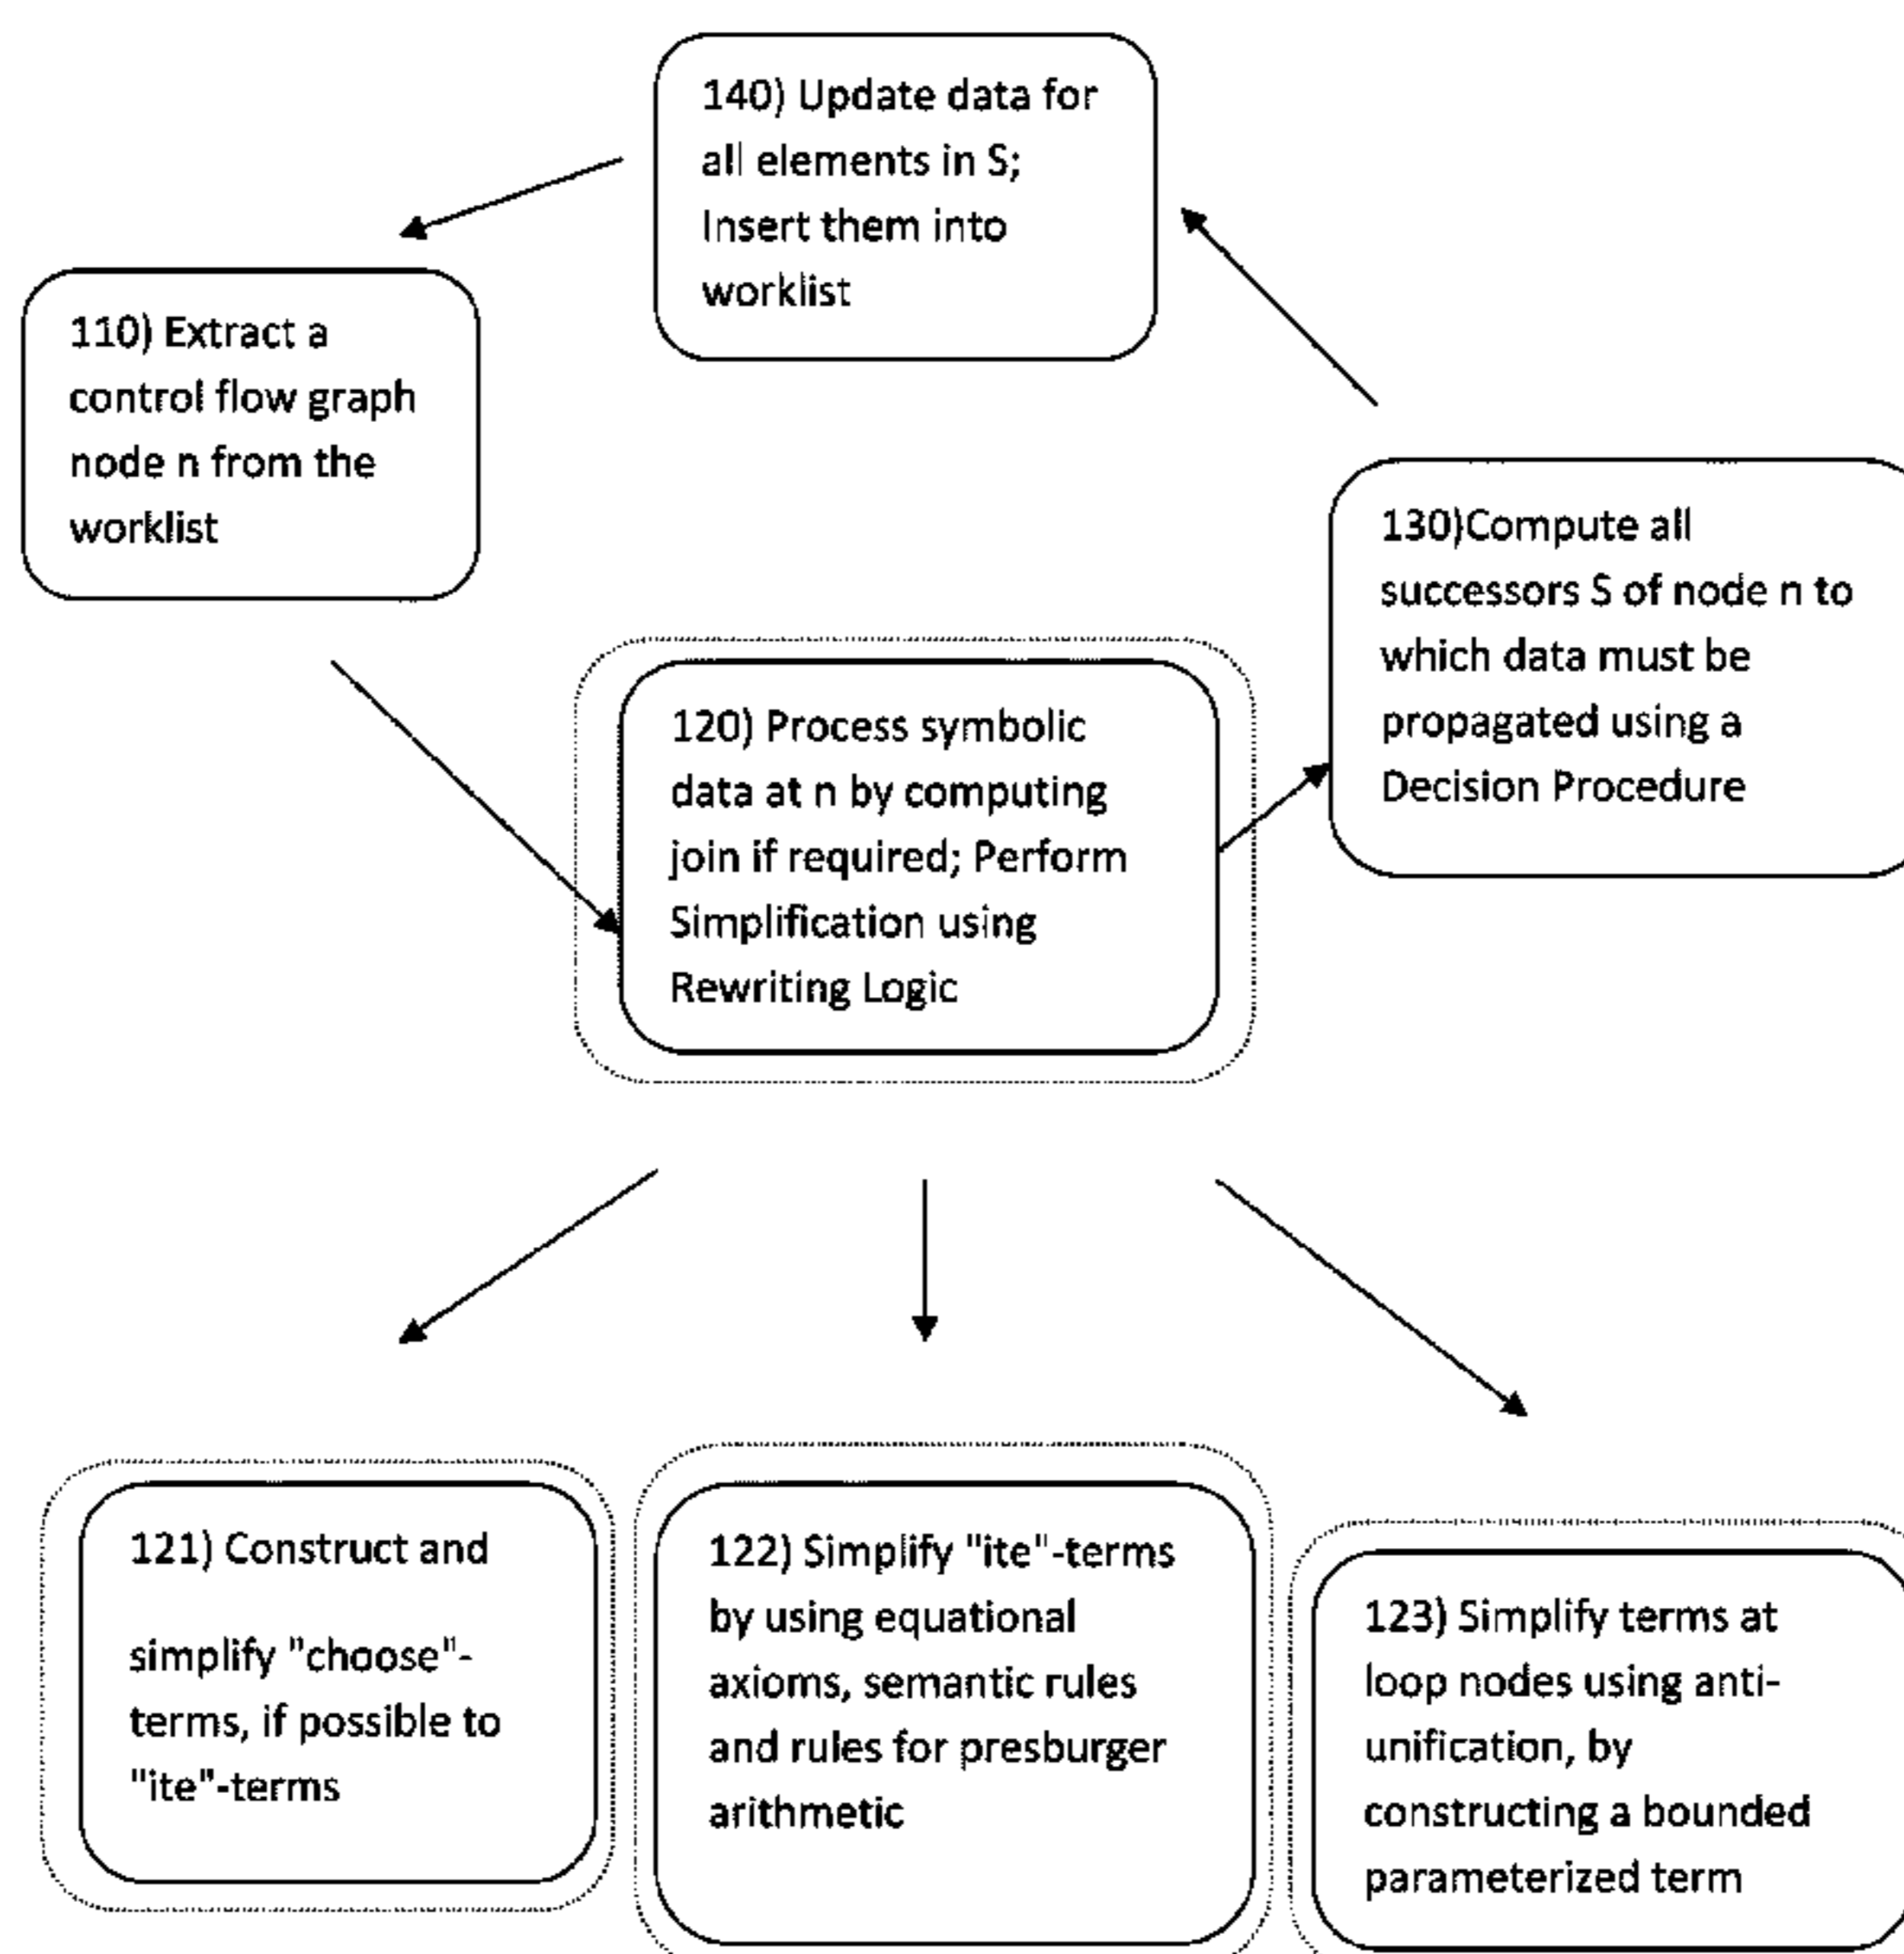 140) Update data for
all elements in S;
Insert them into
worklist
110) Extract a
control flow graph
node n from the
worklist
130)Compute all
successors S of node n to
which data must be
propagated using a
Decision Procedure
120) Process symbolic
data at n by computing
join if required; Perform
Simplification using
Rewriting Logic
121) Construct and
simplify "choose"-
terms, if possible to
"ite"-terms
122) Simplify "ite"-terms
by using equational
axioms, semantic rules
and rules for presburger
arithmetic
123) Simplify terms at
loop nodes using anti-
unification, by
constructing a bounded
parameterized term